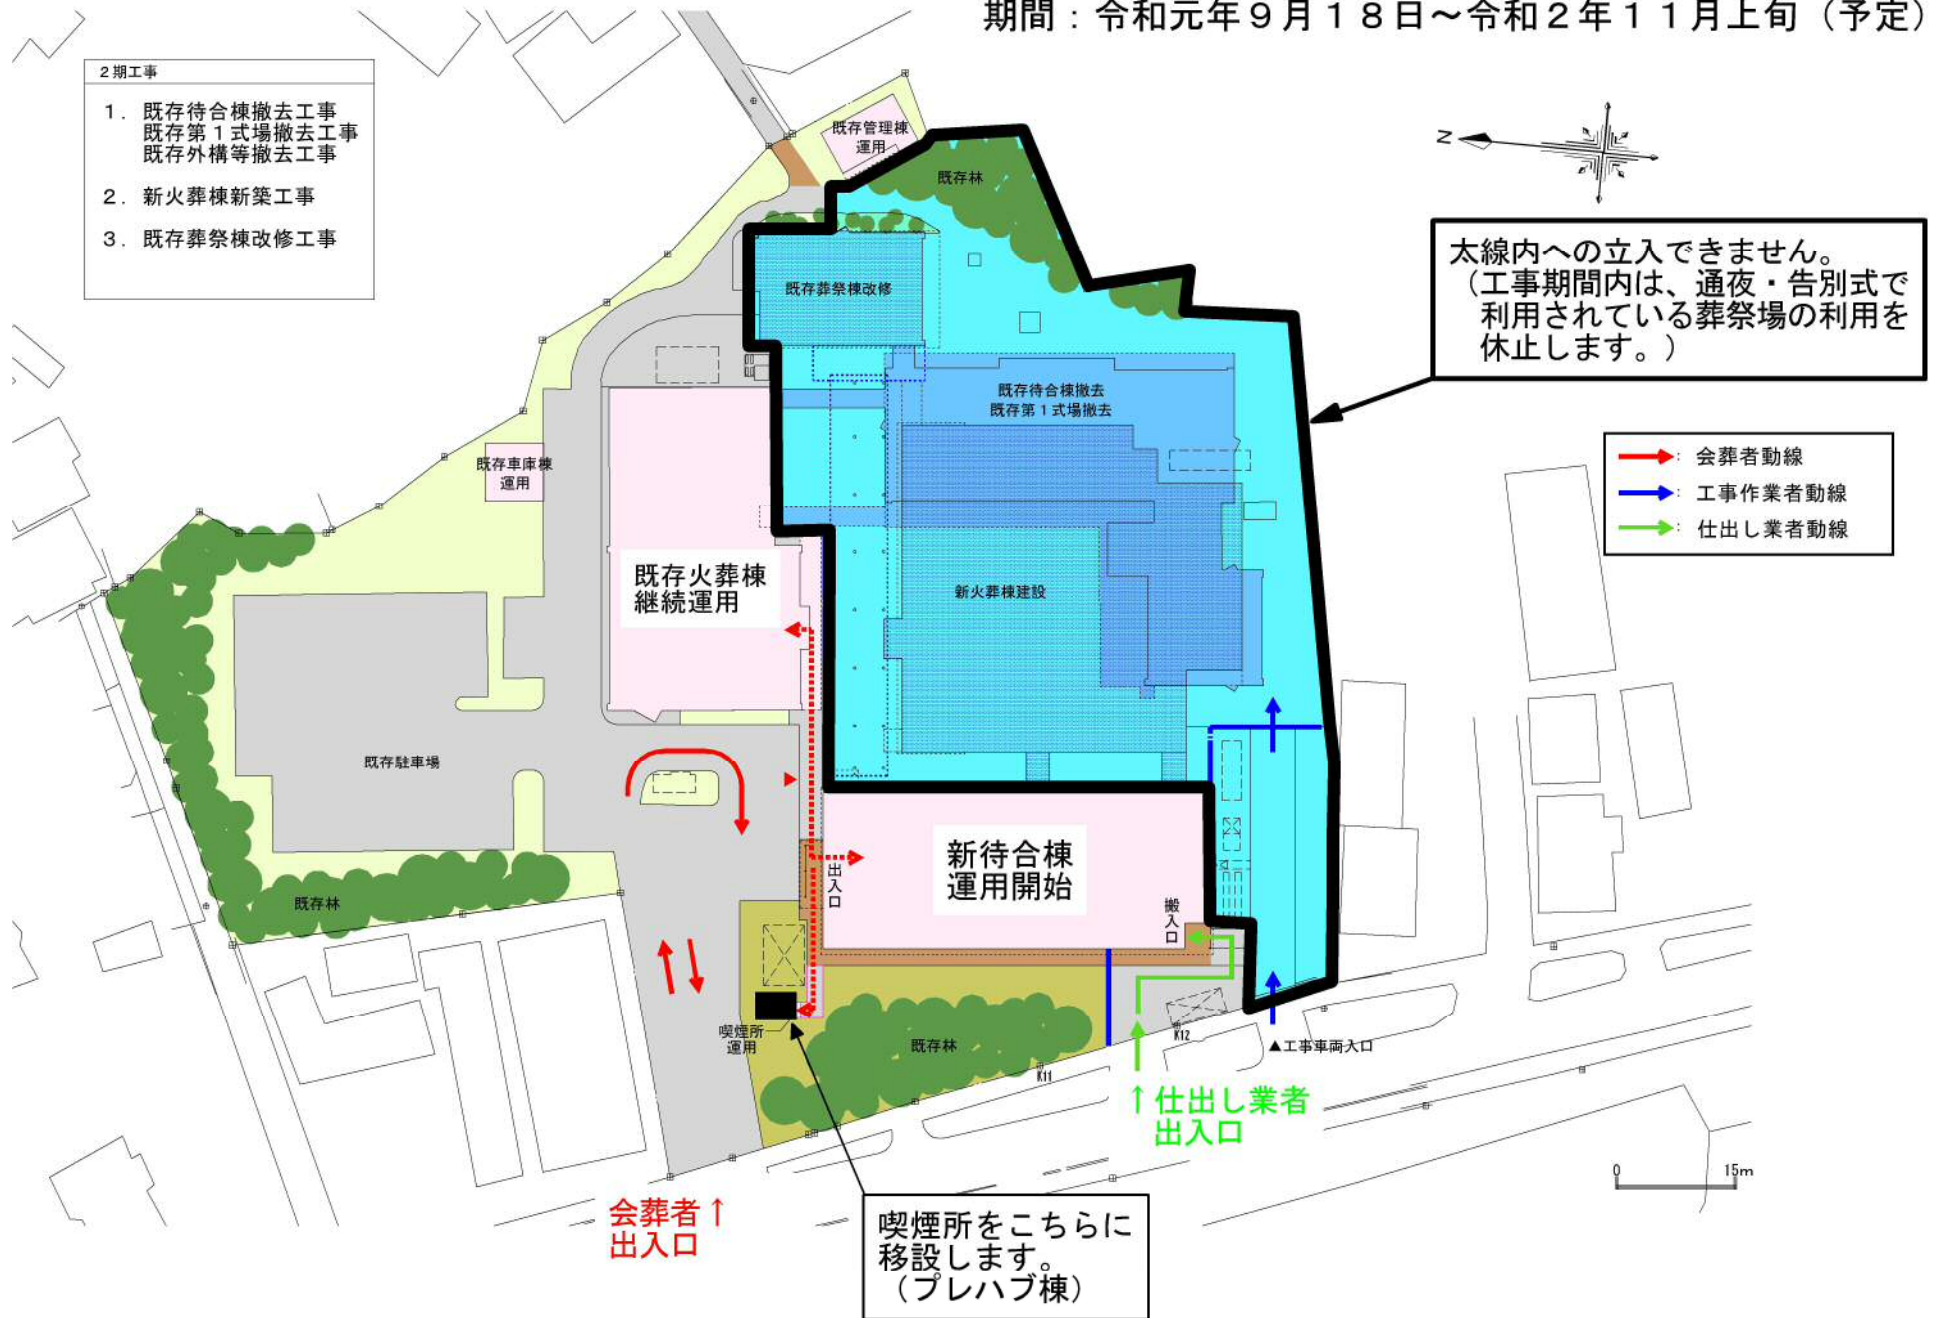 期間：令和元年９月１８日～令和２年１１月上旬（予定）
２期工事
１．既存待合棟撤去工事
既存第１式場撤去工事
既存外構等撤去工事
２．新火葬棟新築工事
３．既存葬祭棟改修工事
既存管理棟
運用
既存林
N
太線内への立入できません。
（工事期間内は、通夜・告別式で
利用されている葬祭場の利用を
休止します。）
既存葬祭棟改修
既存待合棟撤去
既存第１式場撤去
：会葬者動線
：工事作業者動線
：仕出し業者動線
既存車庫棟
運用
既存火葬棟
継続運用
新火葬棟建設
既存駐車場
新待合棟
運用開始
出入口
搬入口
既存林
喫煙所
運用
既存林
K12
K11
▲工事車両入口
↑仕出し業者
出入口
0 15m
会葬者↑
出入口
喫煙所をこちらに
移設します。
（プレハブ棟）